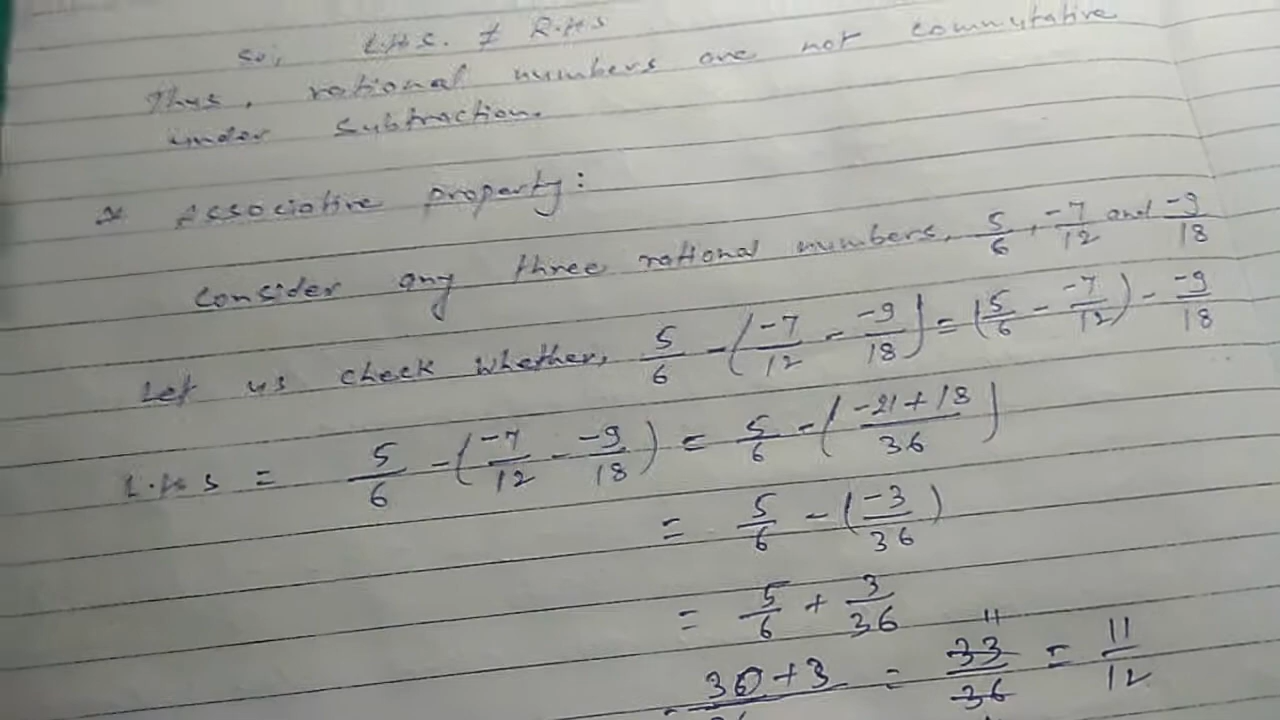 So, L.H.S. ≠ R.H.S
Thus, rational numbers are not commutative
under subtraction.
* Associative property:
Consider any three rational numbers, 5/6, -7/12 and -9/18
Let us check whether, 5/6 - (-7/12 - -9/18) = (5/6 - -7/12) - -9/18
L.H.S = 5/6 - (-7/12 - -9/18) = 5/6 - (-21+18/36)
= 5/6 - (-3/36)
= 5/6 + 3/36
= 30+3 = 33/36 = 11/12